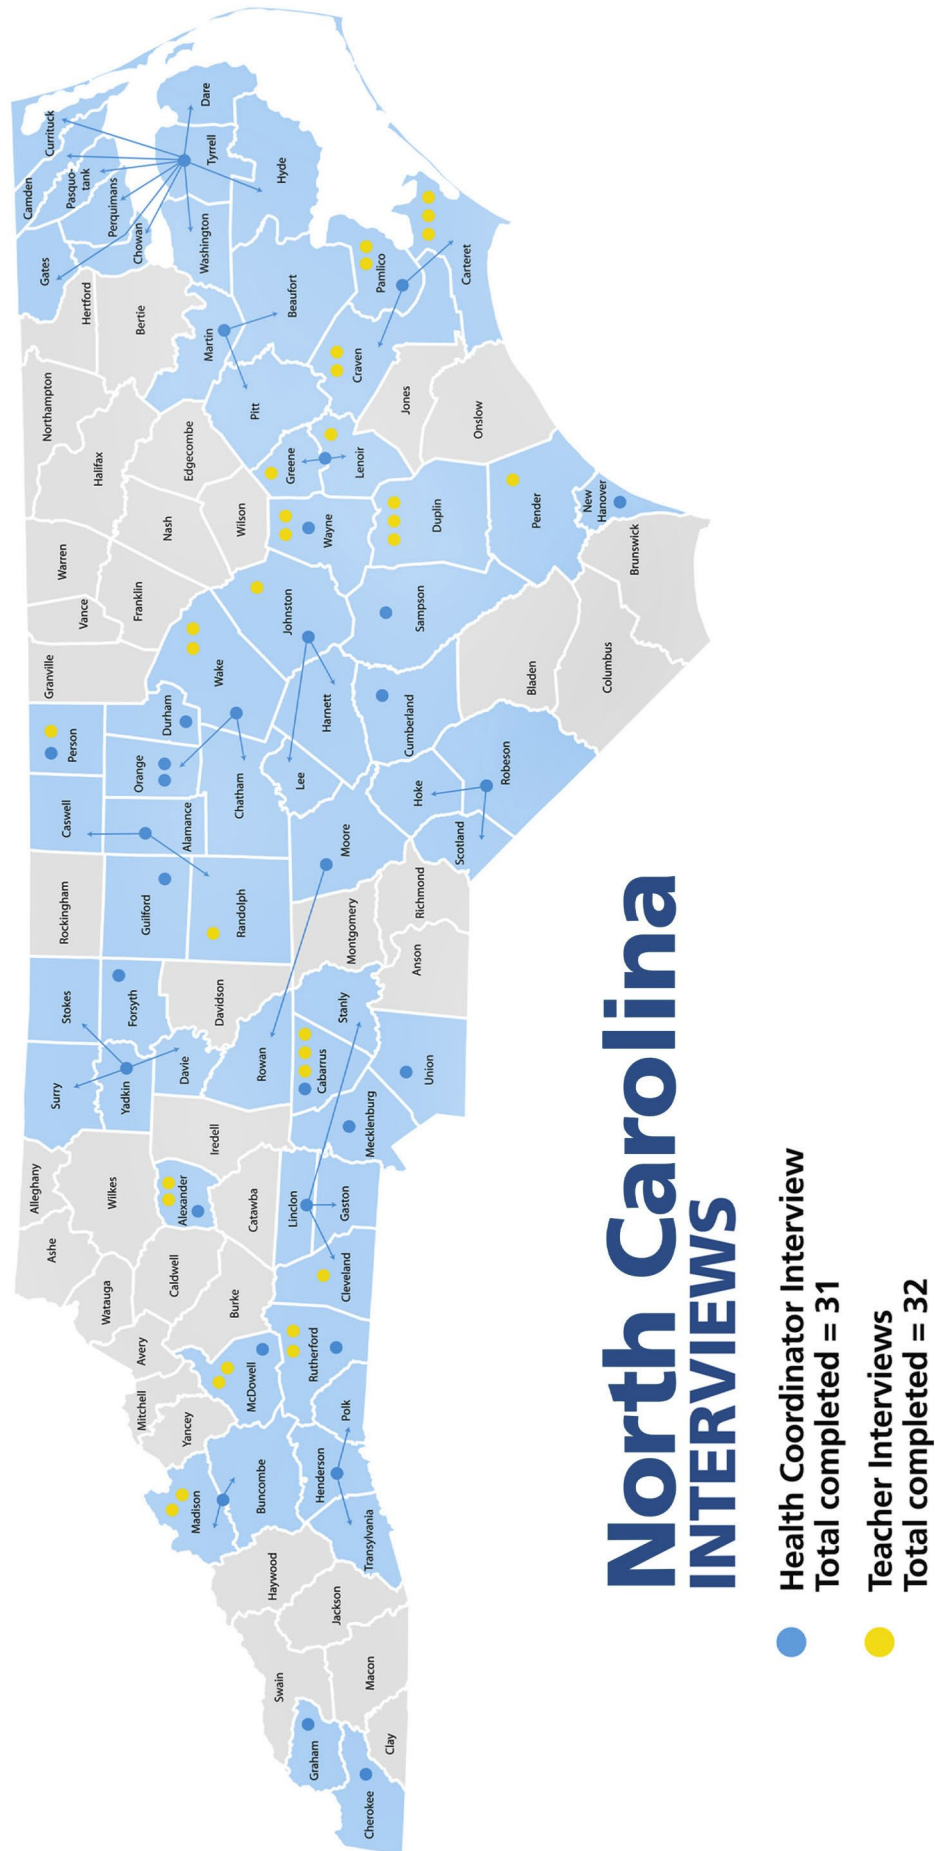 Currituck
Camden
Pasquo-
tank
Perquimans
Gates
Chowan
Dare
Tyrrell
Washington
Hyde
Hertford
Bertie
Martin
Beaufort
Pamlico
Carteret
Northampton
Halifax
Edgecombe
Pitt
Craven
Jones
Onslow
Greene
Lenoir
Warren
Nash
Wilson
Wayne
Duplin
Pender
New
Hanover
Brunswick
Vance
Franklin
Johnston
Sampson
Granville
Wake
Harnett
Bladen
Columbus
Person
Durham
Orange
Chatham
Lee
Cumberland
Hoke
Robeson
Caswell
Alamance
Moore
Scotland
Rockingham
Guilford
Randolph
Montgomery
Richmond
Anson
Stokes
Forsyth
Davidson
Stanly
Surry
Yadkin
Davie
Rowan
Cabarrus
Union
Iredell
Mecklenburg
Alleghany
Wilkes
Alexander
Catawba
Linclon
Gaston
Ashe
Watauga
Caldwell
Burke
Cleveland
Avery
Mitchell
Yancey
McDowell
Rutherford
Polk
Madison
Buncombe
Henderson
Transylvania
Haywood
Jackson
Swain
Macon
Graham
Clay
Cherokee
North Carolina
INTERVIEWS
Health Coordinator Interview
Total completed = 31
Teacher Interviews
Total completed = 32